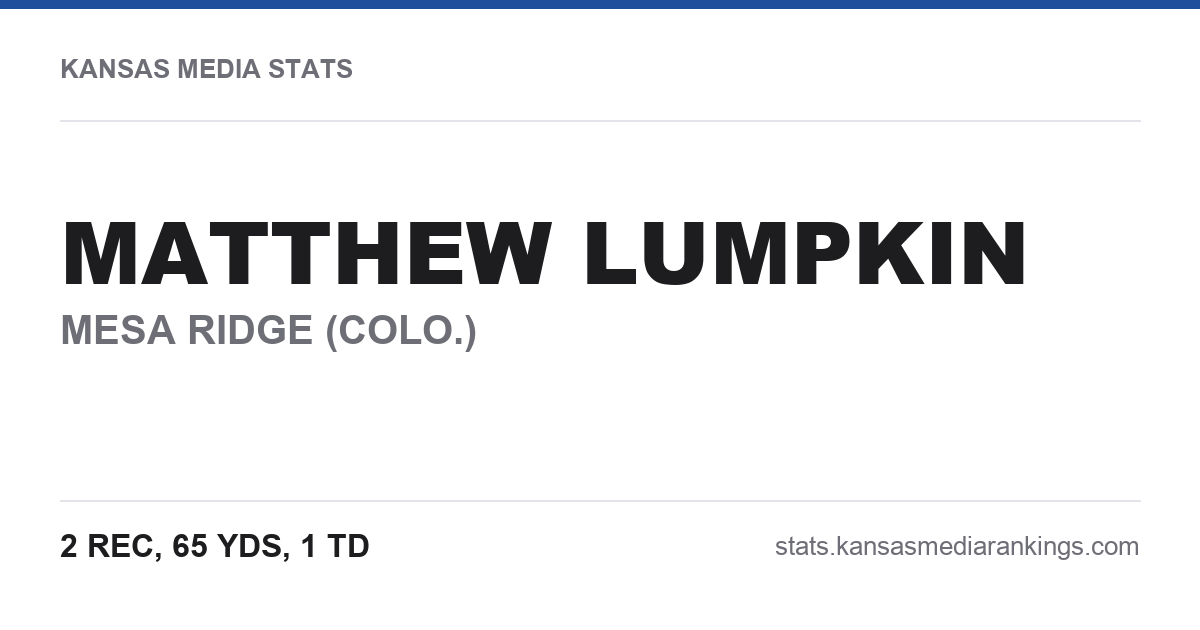 KANSAS MEDIA STATS
MATTHEW LUMPKIN
MESA RIDGE (COLO.)
2 REC, 65 YDS, 1 TD
stats.kansasmediarankings.com